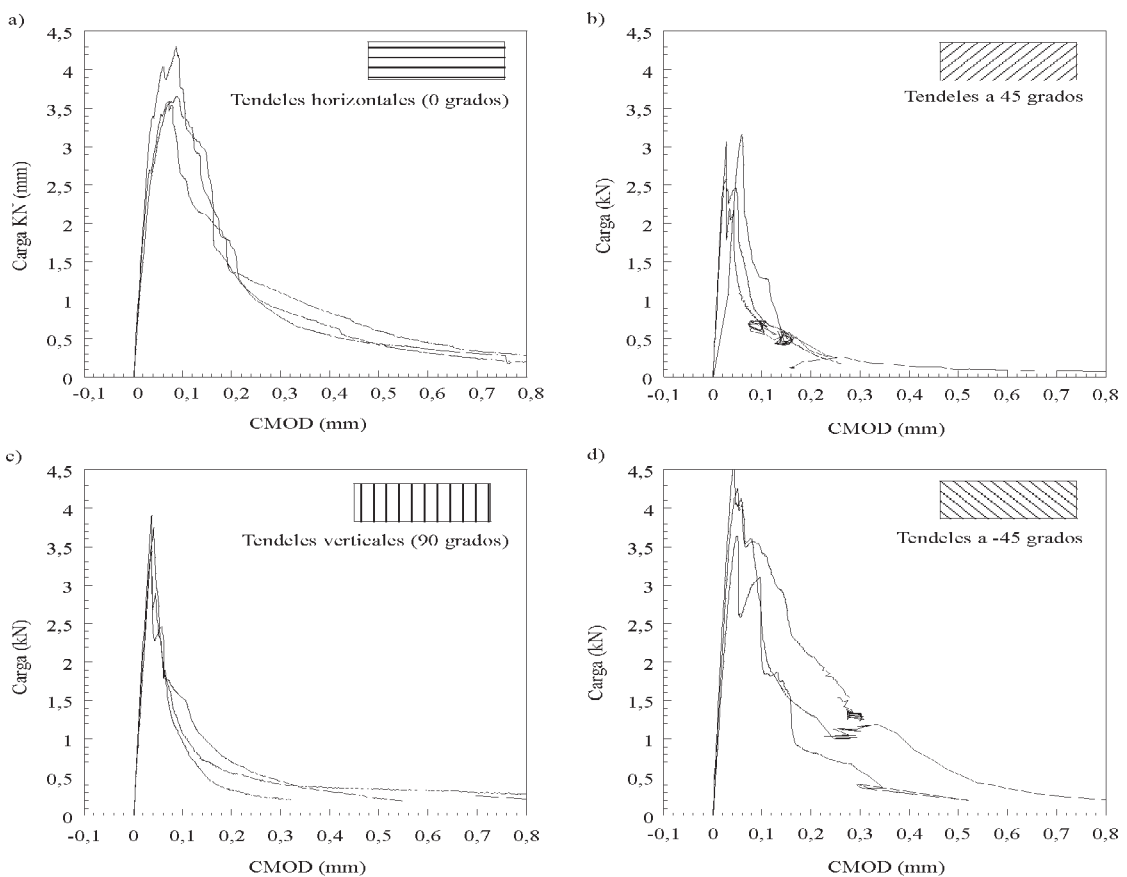 a)
4,5
4
3,5
3
2,5
2
1,5
1
0,5
0
Carga KN (mm)
Tendeles horizontales (0 grados)
-0,1 0 0,1 0,2 0,3 0,4 0,5 0,6 0,7 0,8
CMOD (mm)
b)
4,5
4
3,5
3
2,5
2
1,5
1
0,5
0
Carga (kN)
Tendeles a 45 grados
-0,1 0 0,1 0,2 0,3 0,4 0,5 0,6 0,7 0,8
CMOD (mm)
c)
4,5
4
3,5
3
2,5
2
1,5
1
0,5
0
Carga (kN)
Tendeles verticales (90 grados)
-0,1 0 0,1 0,2 0,3 0,4 0,5 0,6 0,7 0,8
CMOD (mm)
d)
4,5
4
3,5
3
2,5
2
1,5
1
0,5
0
Carga (kN)
Tendeles a -45 grados
-0,1 0 0,1 0,2 0,3 0,4 0,5 0,6 0,7 0,8
CMOD (mm)